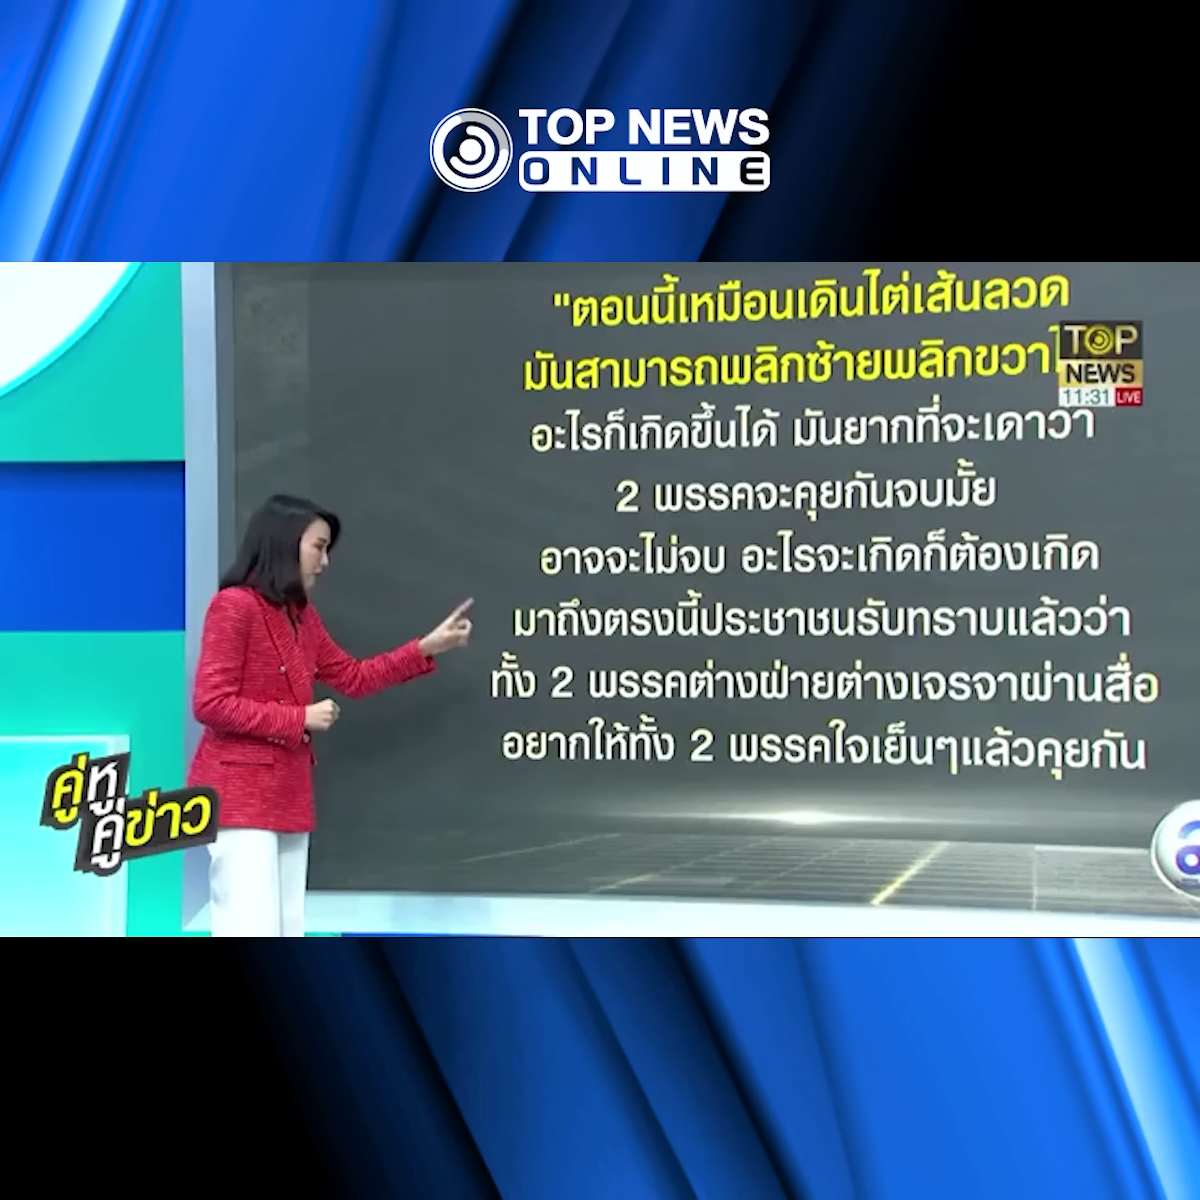 TOP NEWS
ONLINE
"ตอนนี้เหมือนเดินไต่เส้นลวด
มันสามารถพลิกซ้ายพลิกขวา
อะไรก็เกิดขึ้นได้ มันยากที่จะเดาว่า
2 พรรคจะคุยกันจบมั้ย
อาจจะไม่จบ อะไรจะเกิดก็ต้องเกิด
มาถึงตรงนี้ประชาชนรับทราบแล้วว่า
ทั้ง 2 พรรคต่างฝ่ายต่างเจรจาผ่านสื่อ
อยากให้ทั้ง 2 พรรคใจเย็นๆแล้วคุยกัน
TOP
NEWS
11:31 LIVE
คู่หู
คู่ข่าว